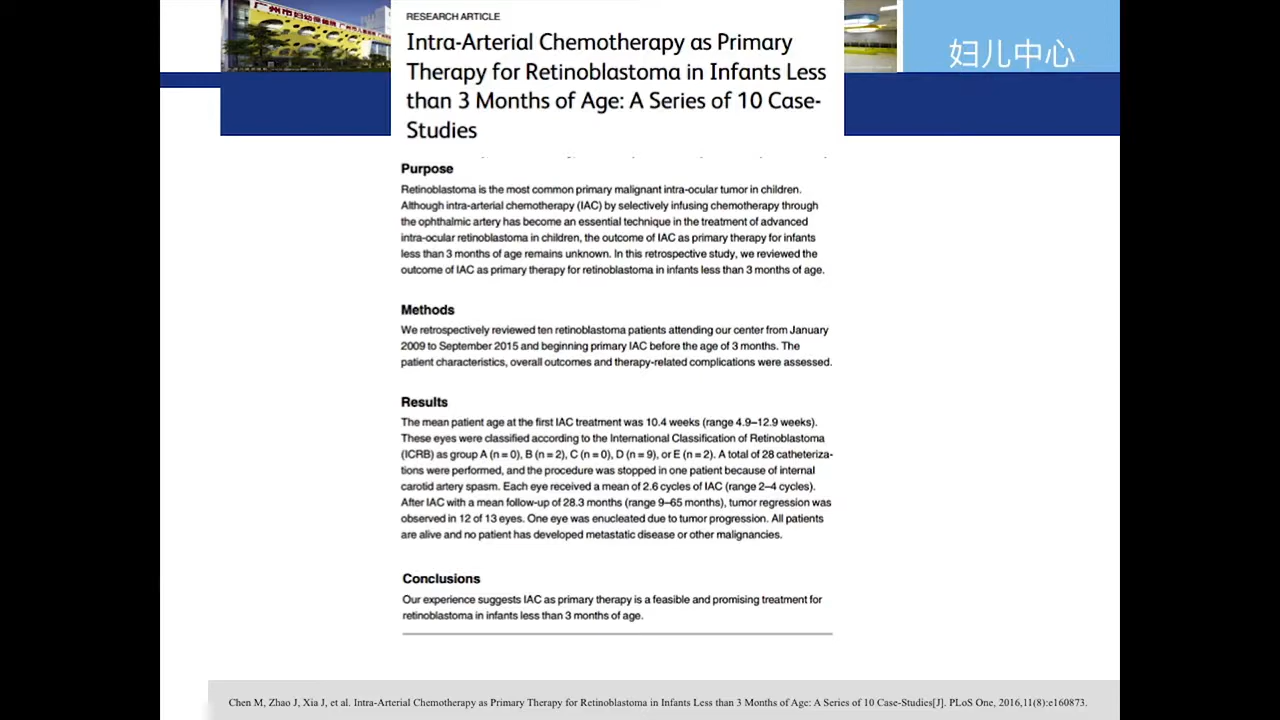 广州市妇幼保健院
妇儿中心
RESEARCH ARTICLE
Intra-Arterial Chemotherapy as Primary
Therapy for Retinoblastoma in Infants Less
than 3 Months of Age: A Series of 10 Case-
Studies
Purpose
Retinoblastoma is the most common primary malignant intra-ocular tumor in children.
Although intra-arterial chemotherapy (IAC) by selectively infusing chemotherapy through
the ophthalmic artery has become an essential technique in the treatment of advanced
intra-ocular retinoblastoma in children, the outcome of IAC as primary therapy for infants
less than 3 months of age remains unknown. In this retrospective study, we reviewed the
outcome of IAC as primary therapy for retinoblastoma in infants less than 3 months of age.
Methods
We retrospectively reviewed ten retinoblastoma patients attending our center from January
2009 to September 2015 and beginning primary IAC before the age of 3 months. The
patient characteristics, overall outcomes and therapy-related complications were assessed.
Results
The mean patient age at the first IAC treatment was 10.4 weeks (range 4.9–12.9 weeks).
These eyes were classified according to the International Classification of Retinoblastoma
(ICRB) as group A (n = 0), B (n = 2), C (n = 0), D (n = 9), or E (n = 2). A total of 28 catheteriza-
tions were performed, and the procedure was stopped in one patient because of internal
carotid artery spasm. Each eye received a mean of 2.6 cycles of IAC (range 2–4 cycles).
After IAC with a mean follow-up of 28.3 months (range 9–65 months), tumor regression was
observed in 12 of 13 eyes. One eye was enucleated due to tumor progression. All patients
are alive and no patient has developed metastatic disease or other malignancies.
Conclusions
Our experience suggests IAC as primary therapy is a feasible and promising treatment for
retinoblastoma in infants less than 3 months of age.
Chen M, Zhao J, Xia J, et al. Intra-Arterial Chemotherapy as Primary Therapy for Retinoblastoma in Infants Less than 3 Months of Age: A Series of 10 Case-Studies[J]. PLoS One, 2016,11(8):e160873.